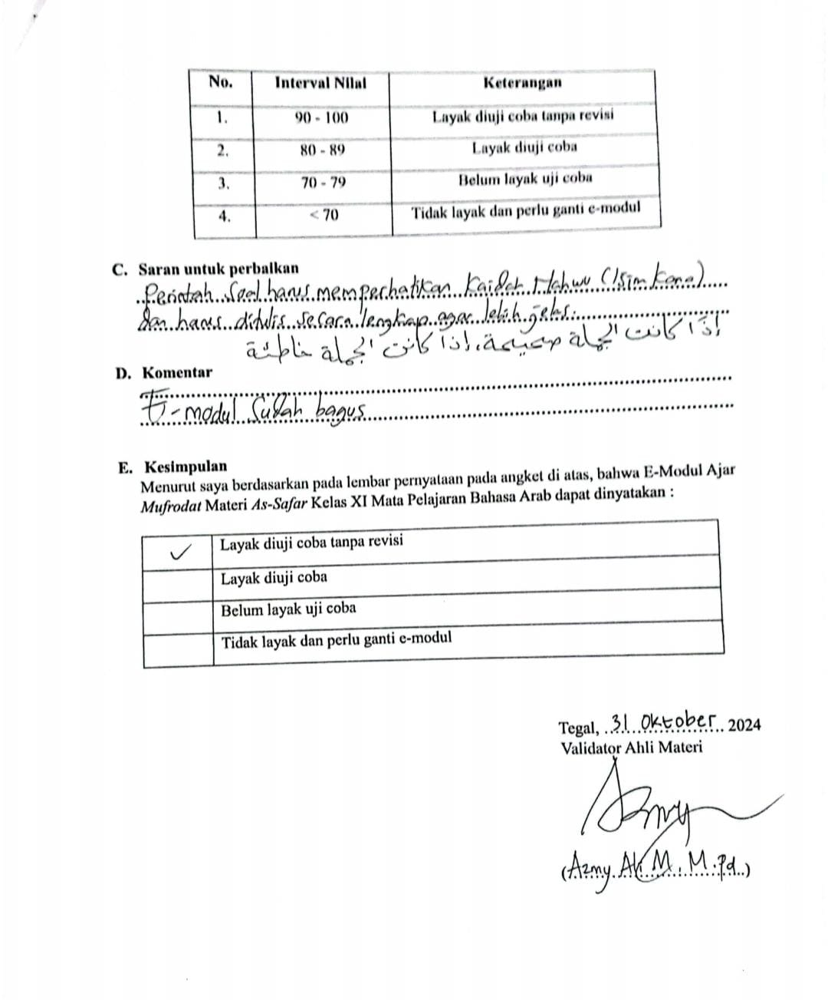 No. Interval Nilai Keterangan
1. 90 - 100 Layak diuji coba tanpa revisi
2. 80 - 89 Layak diuji coba
3. 70 - 79 Belum layak uji coba
4. < 70 Tidak layak dan perlu ganti e-modul
C. Saran untuk perbaikan
Perintah Soal harus memperhatikan Kaidah Nahwu (Isim Kana)
dan harus ditulis secara lengkap agar lebih jelas.
إذا كانت الجملة صحيحة، إذا كانت الجملة خاطئة
D. Komentar
E-modul Sudah bagus
E. Kesimpulan
Menurut saya berdasarkan pada lembar pernyataan pada angket di atas, bahwa E-Modul Ajar
Mufrodat Materi As-Safar Kelas XI Mata Pelajaran Bahasa Arab dapat dinyatakan :
✓ Layak diuji coba tanpa revisi
Layak diuji coba
Belum layak uji coba
Tidak layak dan perlu ganti e-modul
Tegal, 31 Oktober 2024
Validator Ahli Materi
Azmy
(Azmy Ali M, M.Pd.)